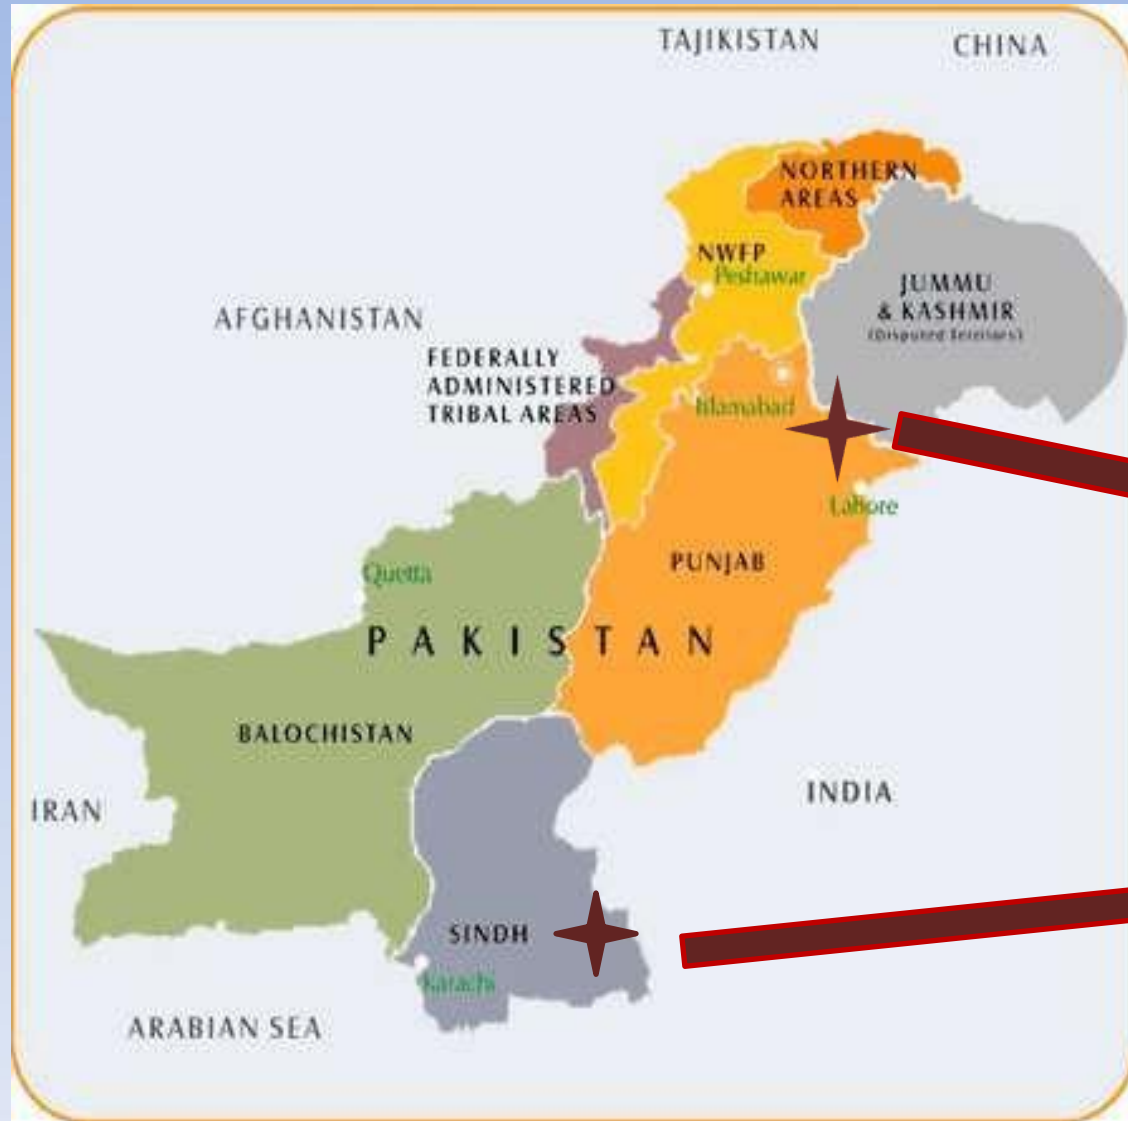 TAJIKISTAN
CHINA
NORTHERN
AREAS
NWFP
Peshawar
JUMMU
& KASHMIR
AFGHANISTAN
FEDERALLY
ADMINISTERED
TRIBAL AREAS
Islamabad
Lahore
PUNJAB
Quetta
PAKISTAN
BALOCHISTAN
IRAN
INDIA
SINDH
Karachi
ARABIAN SEA